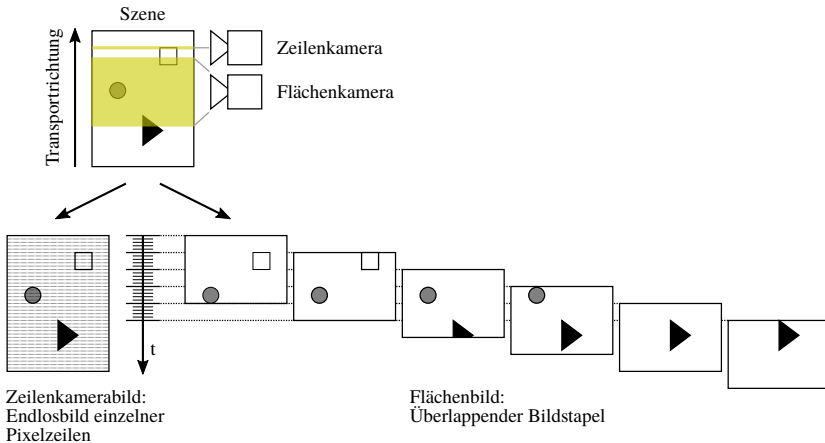 Szene
Transportrichtung
Zeilenkamera
Flächenkamera
t
Zeilenkamerabild:
Endlosbild einzelner
Pixelzeilen
Flächenbild:
Überlappender Bildstapel